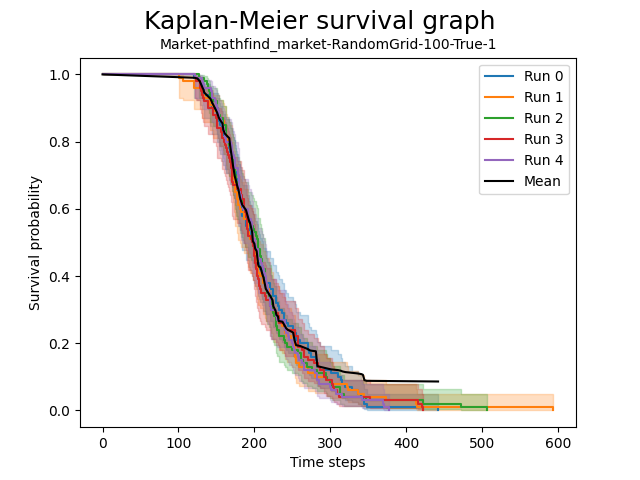 Kaplan-Meier survival graph
Market-pathfind_market-RandomGrid-100-True-1
Run 0
Run 1
Run 2
Run 3
Run 4
Mean
Survival probability
1.0
0.8
0.6
0.4
0.2
0.0
0 100 200 300 400 500 600
Time steps